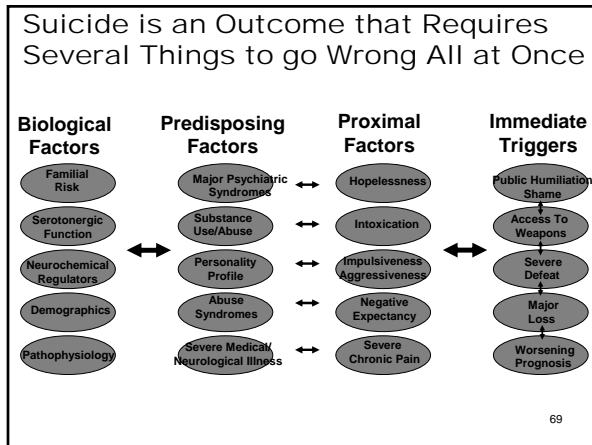 Suicide is an Outcome that Requires
Several Things to go Wrong All at Once
Biological
Factors
Familial
Risk
Serotonergic
Function
Neurochemical
Regulators
Demographics
Pathophysiology
Predisposing
Factors
Major Psychiatric
Syndromes
Substance
Use/Abuse
Personality
Profile
Abuse
Syndromes
Severe Medical/
Neurological Illness
Proximal
Factors
Hopelessness
Intoxication
Impulsiveness
Aggressiveness
Negative
Expectancy
Severe
Chronic Pain
Immediate
Triggers
Public Humiliation
Shame
Access To
Weapons
Severe
Defeat
Major
Loss
Worsening
Prognosis
69